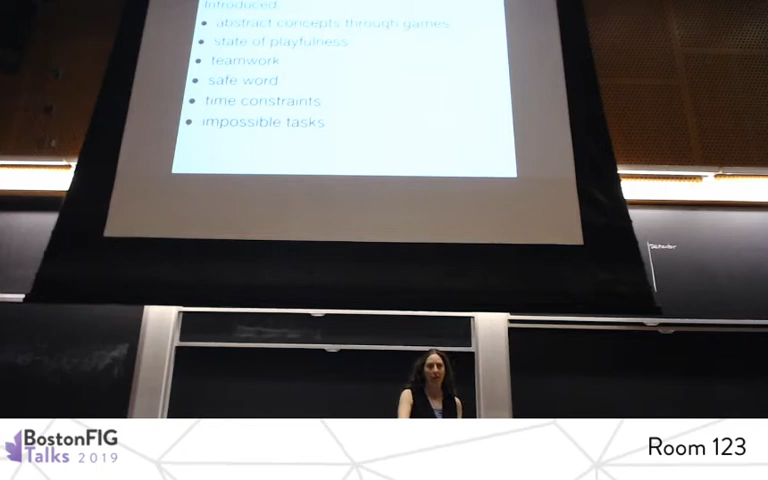 Introduced
• abstract concepts through games
• state of playfulness
• teamwork
• safe word
• time constraints
• impossible tasks
BostonFIG
Talks 2019
Room 123